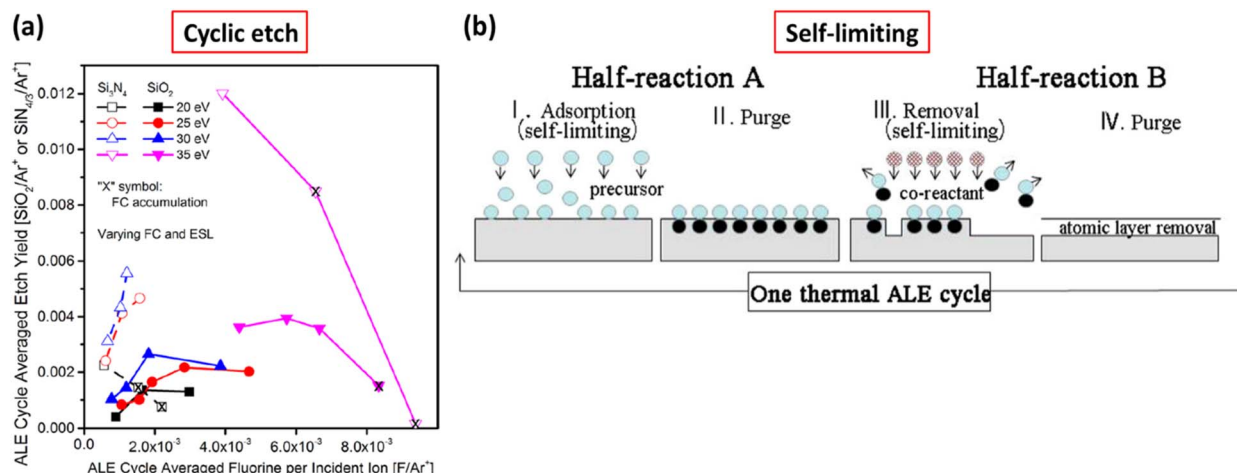 (a)
Cyclic etch
ALE Cycle Averaged Etch Yield [SiO₂/Ar⁺ or SiN₄/₃/Ar⁺]
0.012
0.010
0.008
0.006
0.004
0.002
0.000
Si₃N₄ SiO₂
20 eV
25 eV
30 eV
35 eV
"X" symbol:
FC accumulation
Varying FC and ESL
0.0 2.0x10⁻³ 4.0x10⁻³ 6.0x10⁻³ 8.0x10⁻³
ALE Cycle Averaged Fluorine per Incident Ion [F/Ar⁺]
(b)
Self-limiting
Half-reaction A
Half-reaction B
Ⅰ. Adsorption
(self-limiting)
Ⅱ. Purge
Ⅲ. Removal
(self-limiting)
Ⅳ. Purge
precursor
co-reactant
atomic layer removal
One thermal ALE cycle